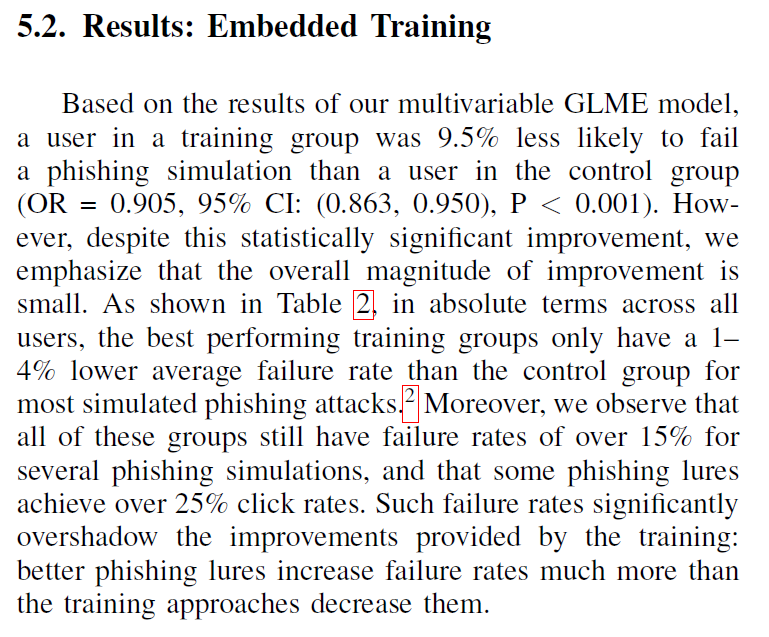 5.2. Results: Embedded Training
Based on the results of our multivariable GLME model,
a user in a training group was 9.5% less likely to fail
a phishing simulation than a user in the control group
(OR = 0.905, 95% CI: (0.863, 0.950), P < 0.001). How-
ever, despite this statistically significant improvement, we
emphasize that the overall magnitude of improvement is
small. As shown in Table 2, in absolute terms across all
users, the best performing training groups only have a 1–
4% lower average failure rate than the control group for
most simulated phishing attacks.2 Moreover, we observe that
all of these groups still have failure rates of over 15% for
several phishing simulations, and that some phishing lures
achieve over 25% click rates. Such failure rates significantly
overshadow the improvements provided by the training:
better phishing lures increase failure rates much more than
the training approaches decrease them.